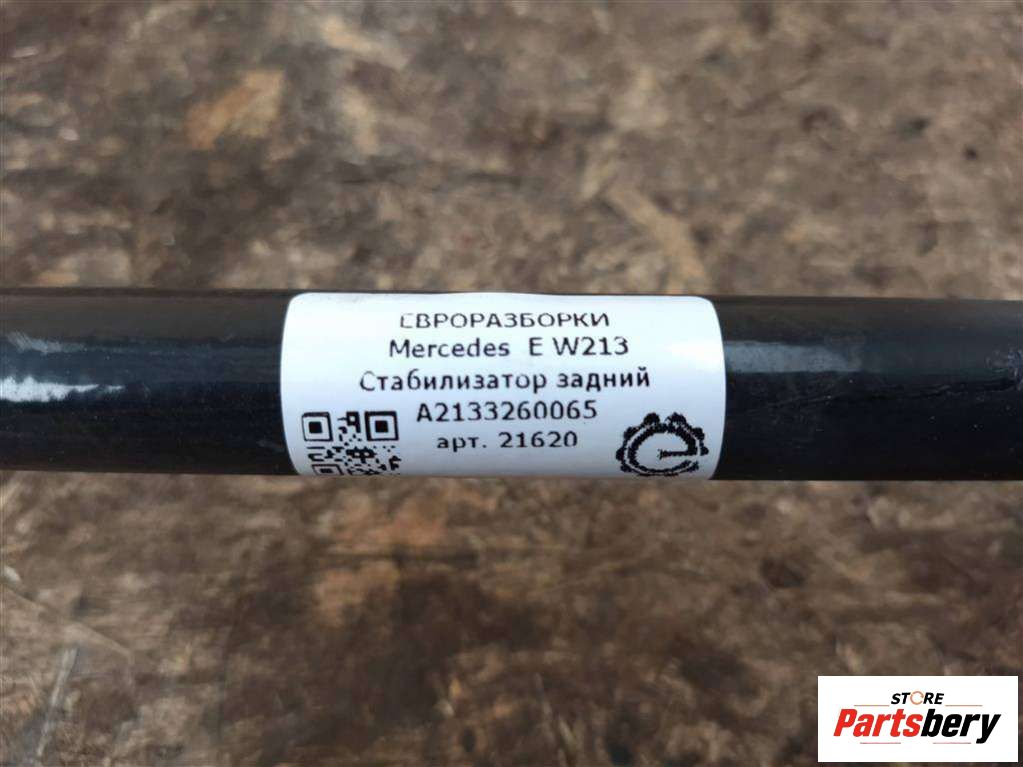 ЕВРОРАЗБОРКИ
Mercedes E W213
Стабилизатор задний
A2133260065
арт. 21620
STORE
Partsbery